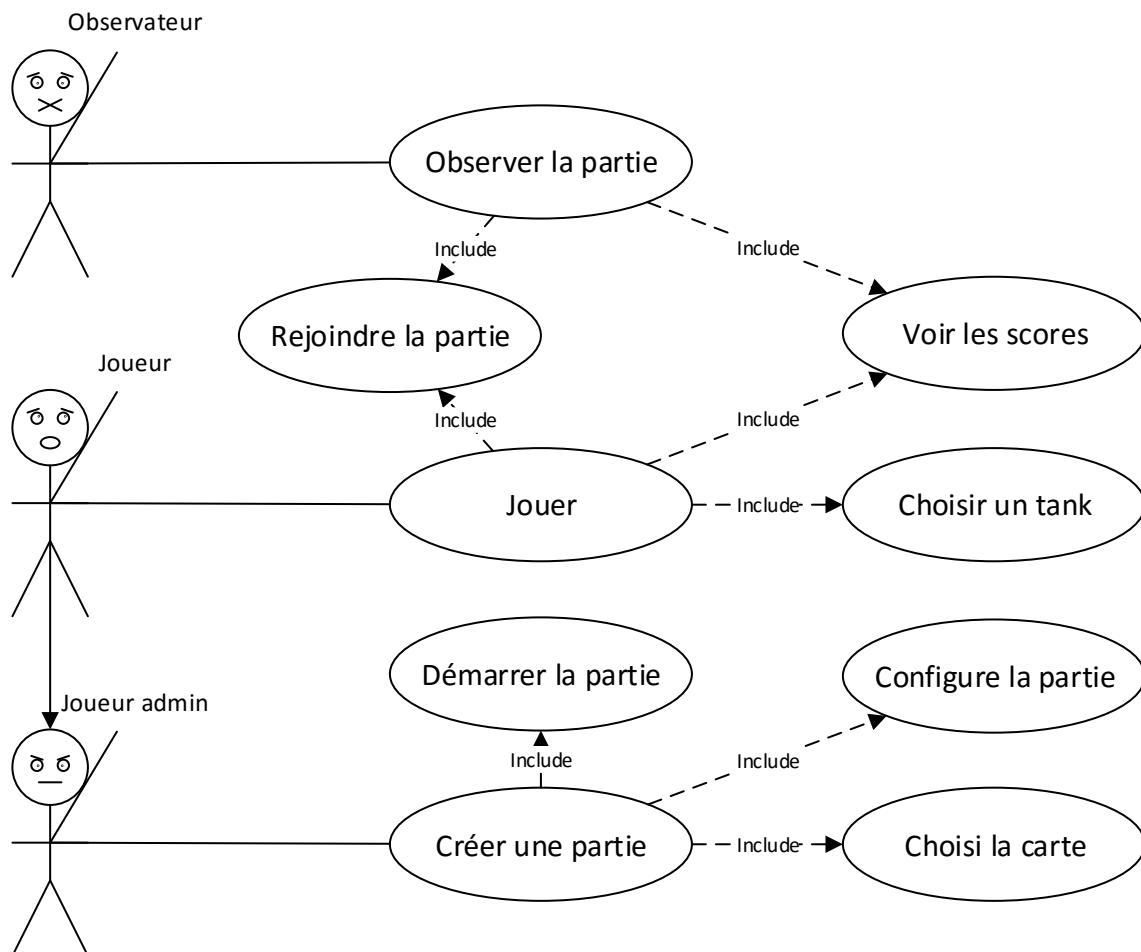 Observateur
Observer la partie
Include
Include
Rejoindre la partie
Voir les scores
Joueur
Include
Include
Jouer
Include
Choisir un tank
Démarrer la partie
Configure la partie
Joueur admin
Include
Include
Créer une partie
Include
Choisi la carte